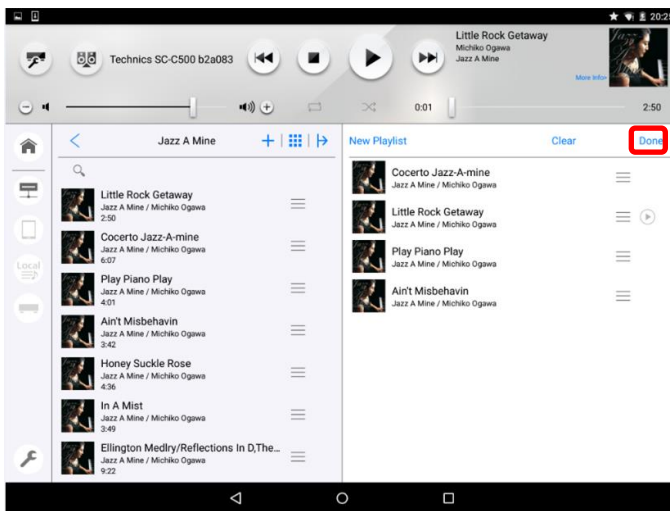 20:25
Technics SC-C500 b2a083
Little Rock Getaway
Michiko Ogawa
Jazz A Mine
More Info>
0:01
2:50
Jazz A Mine
New Playlist
Clear
Done
Little Rock Getaway
Jazz A Mine / Michiko Ogawa
2:50
Cocerto Jazz-A-mine
Jazz A Mine / Michiko Ogawa
6:07
Play Piano Play
Jazz A Mine / Michiko Ogawa
4:01
Ain't Misbehavin
Jazz A Mine / Michiko Ogawa
3:42
Honey Suckle Rose
Jazz A Mine / Michiko Ogawa
4:36
In A Mist
Jazz A Mine / Michiko Ogawa
3:49
Ellington Medlry/Reflections In D,The...
Jazz A Mine / Michiko Ogawa
9:22
Cocerto Jazz-A-mine
Jazz A Mine / Michiko Ogawa
Little Rock Getaway
Jazz A Mine / Michiko Ogawa
Play Piano Play
Jazz A Mine / Michiko Ogawa
Ain't Misbehavin
Jazz A Mine / Michiko Ogawa
Local